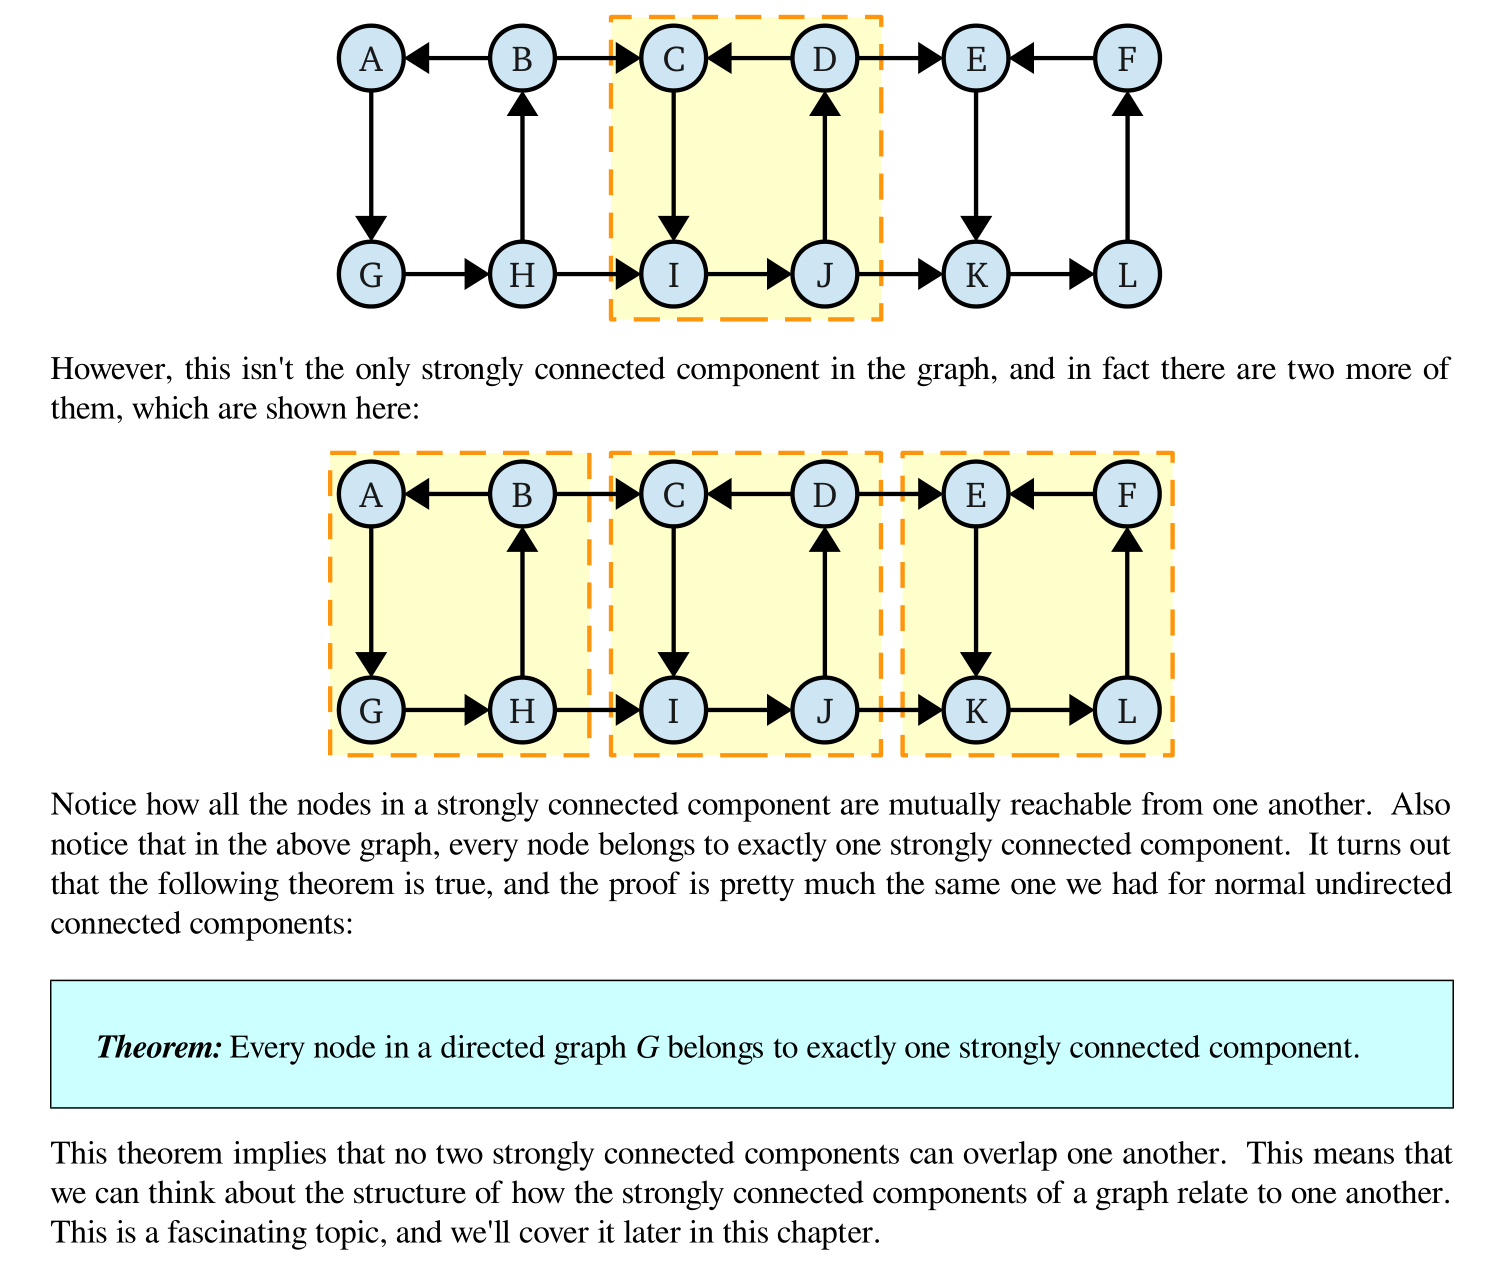 A B C D E F
G H I J K L
However, this isn't the only strongly connected component in the graph, and in fact there are two more of
them, which are shown here:
A B C D E F
G H I J K L
Notice how all the nodes in a strongly connected component are mutually reachable from one another. Also
notice that in the above graph, every node belongs to exactly one strongly connected component. It turns out
that the following theorem is true, and the proof is pretty much the same one we had for normal undirected
connected components:
Theorem: Every node in a directed graph G belongs to exactly one strongly connected component.
This theorem implies that no two strongly connected components can overlap one another. This means that
we can think about the structure of how the strongly connected components of a graph relate to one another.
This is a fascinating topic, and we'll cover it later in this chapter.